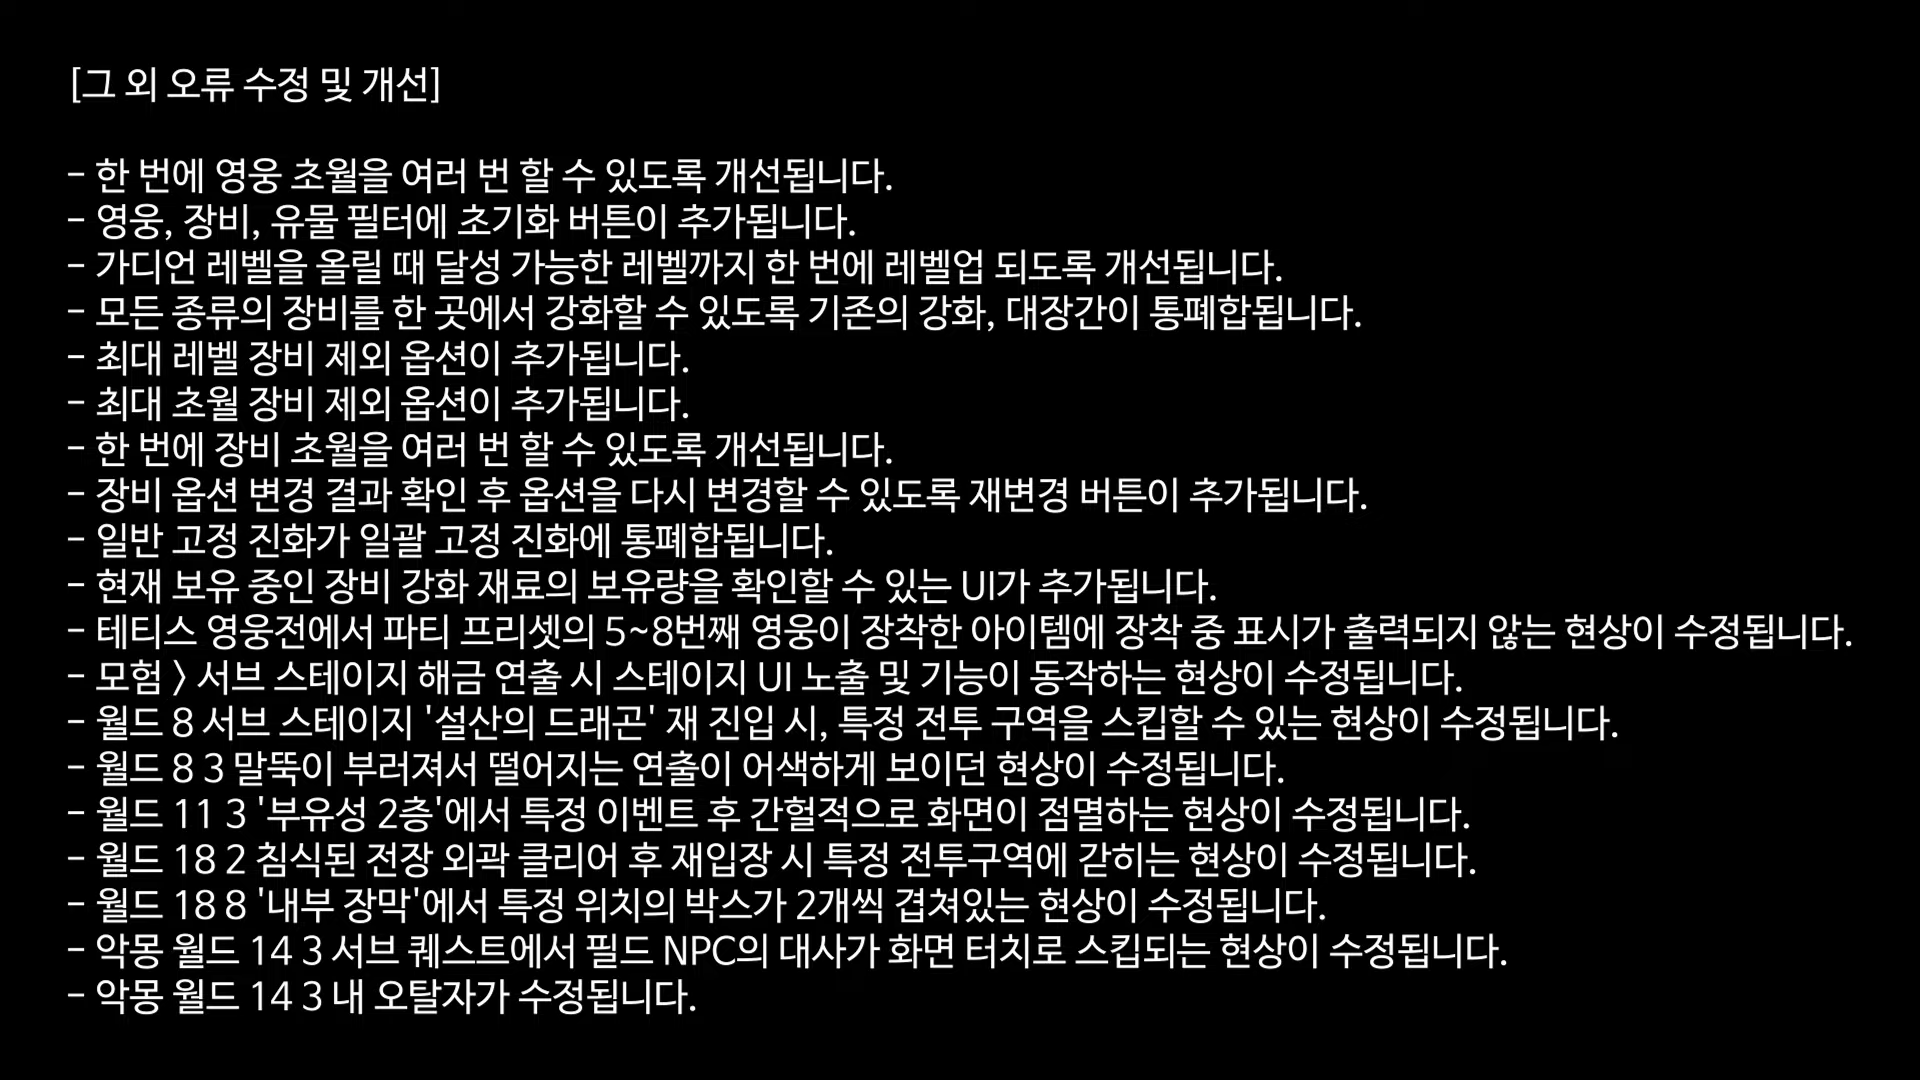 [그 외 오류 수정 및 개선]
- 한 번에 영웅 초월을 여러 번 할 수 있도록 개선됩니다.
- 영웅, 장비, 유물 필터에 초기화 버튼이 추가됩니다.
- 가디언 레벨을 올릴 때 달성 가능한 레벨까지 한 번에 레벨업 되도록 개선됩니다.
- 모든 종류의 장비를 한 곳에서 강화할 수 있도록 기존의 강화, 대장간이 통폐합됩니다.
- 최대 레벨 장비 제외 옵션이 추가됩니다.
- 최대 초월 장비 제외 옵션이 추가됩니다.
- 한 번에 장비 초월을 여러 번 할 수 있도록 개선됩니다.
- 장비 옵션 변경 결과 확인 후 옵션을 다시 변경할 수 있도록 재변경 버튼이 추가됩니다.
- 일반 고정 진화가 일괄 고정 진화에 통폐합됩니다.
- 현재 보유 중인 장비 강화 재료의 보유량을 확인할 수 있는 UI가 추가됩니다.
- 테티스 영웅전에서 파티 프리셋의 5~8번째 영웅이 장착한 아이템에 장착 중 표시가 출력되지 않는 현상이 수정됩니다.
- 모험 > 서브 스테이지 해금 연출 시 스테이지 UI 노출 및 기능이 동작하는 현상이 수정됩니다.
- 월드 8 서브 스테이지 '설산의 드래곤' 재 진입 시, 특정 전투 구역을 스킵할 수 있는 현상이 수정됩니다.
- 월드 8 3 말뚝이 부러져서 떨어지는 연출이 어색하게 보이던 현상이 수정됩니다.
- 월드 11 3 '부유성 2층'에서 특정 이벤트 후 간헐적으로 화면이 점멸하는 현상이 수정됩니다.
- 월드 18 2 침식된 전장 외곽 클리어 후 재입장 시 특정 전투구역에 갇히는 현상이 수정됩니다.
- 월드 18 8 '내부 장막'에서 특정 위치의 박스가 2개씩 겹쳐있는 현상이 수정됩니다.
- 악몽 월드 14 3 서브 퀘스트에서 필드 NPC의 대사가 화면 터치로 스킵되는 현상이 수정됩니다.
- 악몽 월드 14 3 내 오탈자가 수정됩니다.